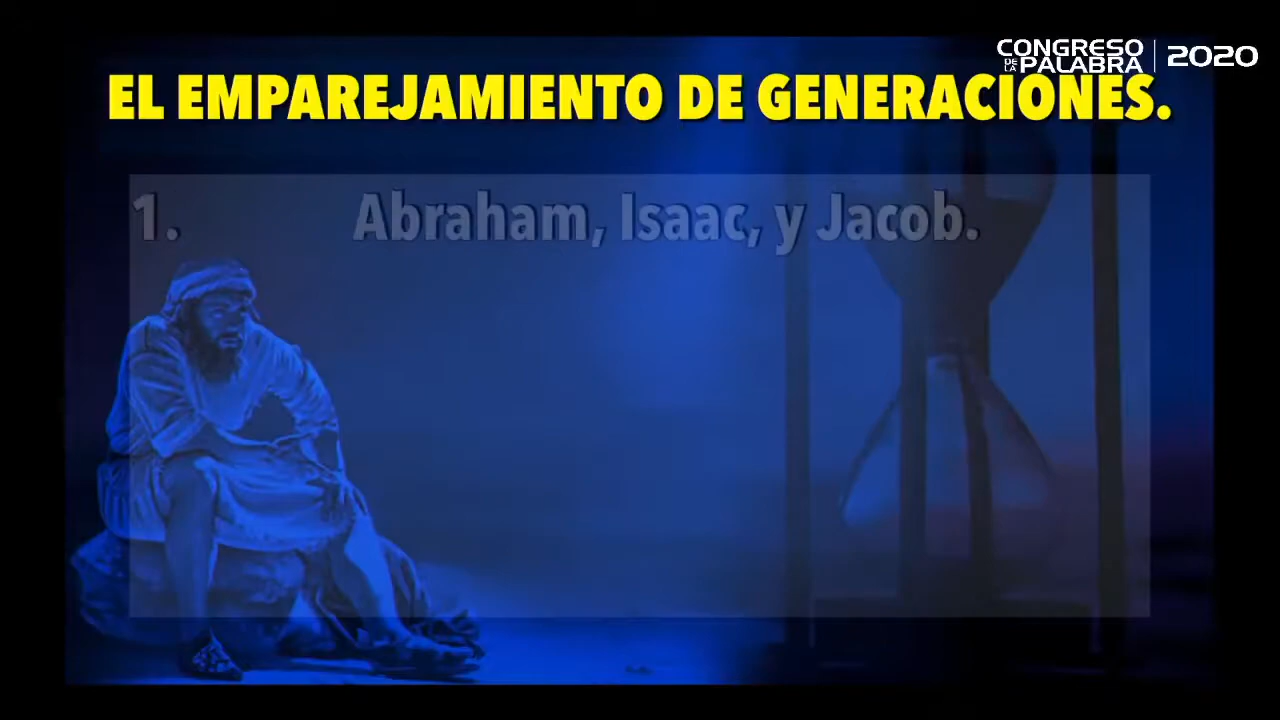 CONGRESO DE LA PALABRA 2020
EL EMPAREJAMIENTO DE GENERACIONES.
1. Abraham, Isaac, y Jacob.